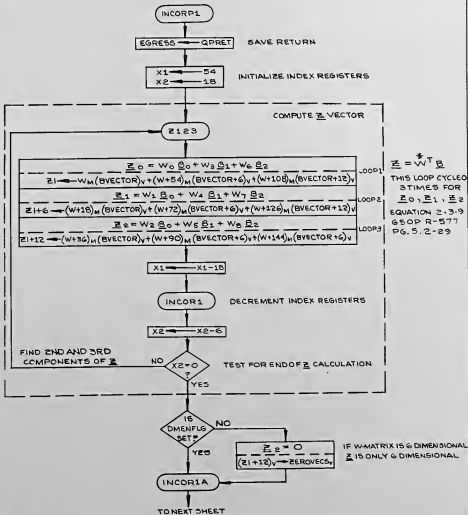 INCORP1
EGRESS ← QPRET SAVE RETURN
X1 ← 54
X2 ← 18
INITIALIZE INDEX REGISTERS
COMPUTE Z VECTOR
Z123
Z0 = W0 B0 + W3 B1 + W6 B2
LOOP1
ZI ← WM(BVECTOR)V+(W+54)M(BVECTOR+6)V+(W+108)M(BVECTOR+12)V
Z1 = W1 B0 + W4 B1 + W7 B2
LOOP2
ZI+6 ← (W+18)M(BVECTOR)V+(W+72)M(BVECTOR+6)V+(W+126)M(BVECTOR+12)V
Z2 = W2 B0 + W5 B1 + W8 B2
LOOP3
ZI+12 ← (W+36)M(BVECTOR)V+(W+90)M(BVECTOR+6)V+(W+144)M(BVECTOR+6)V
Z = W* T B
THIS LOOP CYCLED
3 TIMES FOR
Z0, Z1, Z2
EQUATION 2.3.9
GSOP R-577
PG. 5.2-29
X1 ← X1-18
INCOR1 DECREMENT INDEX REGISTERS
X2 ← X2-6
FIND 2ND AND 3RD
COMPONENTS OF Z
NO
X2=0
?
TEST FOR END OF Z CALCULATION
YES
IS
DMENFLG
SET?
NO
YES
Z2 = 0
(ZI+12)V ← ZEROVECSV
IF W-MATRIX IS 6 DIMENSIONAL
Z IS ONLY 6 DIMENSIONAL
INCOR1A
TO NEXT SHEET